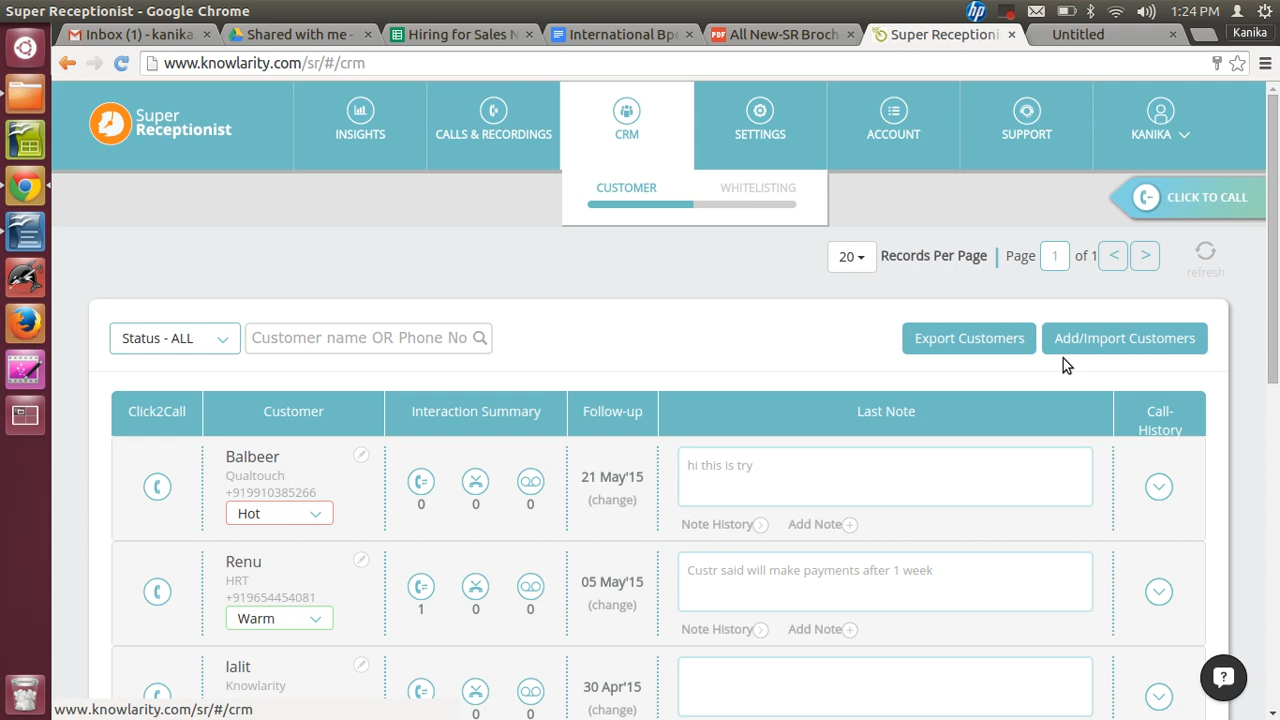 Super Receptionist - Google Chrome
1:24 PM
Kanika
Inbox (1) - kanika.
Shared with me -
Hiring for Sales N
International Bpo
PDF
All New-SR Broch
Super Receptioni
Untitled
Kanika
www.knowlarity.com/sr/#/crm
Super
Receptionist
INSIGHTS
CALLS & RECORDINGS
CRM
SETTINGS
ACCOUNT
SUPPORT
KANIKA
CUSTOMER
WHITELISTING
CLICK TO CALL
20
Records Per Page
Page
1
of 1
<
>
refresh
Status - ALL
Customer name OR Phone No
Export Customers
Add/Import Customers
Click2Call
Customer
Interaction Summary
Follow-up
Last Note
Call-
History
Balbeer
Qualtouch
+919910385266
Hot
0
0
0
21 May'15
(change)
hi this is try
Note History
Add Note
Renu
HRT
+919654454081
Warm
1
0
0
05 May'15
(change)
Custr said will make payments after 1 week
Note History
Add Note
lalit
Knowlarity
0
0
0
30 Apr'15
(change)
www.knowlarity.com/sr/#/crm